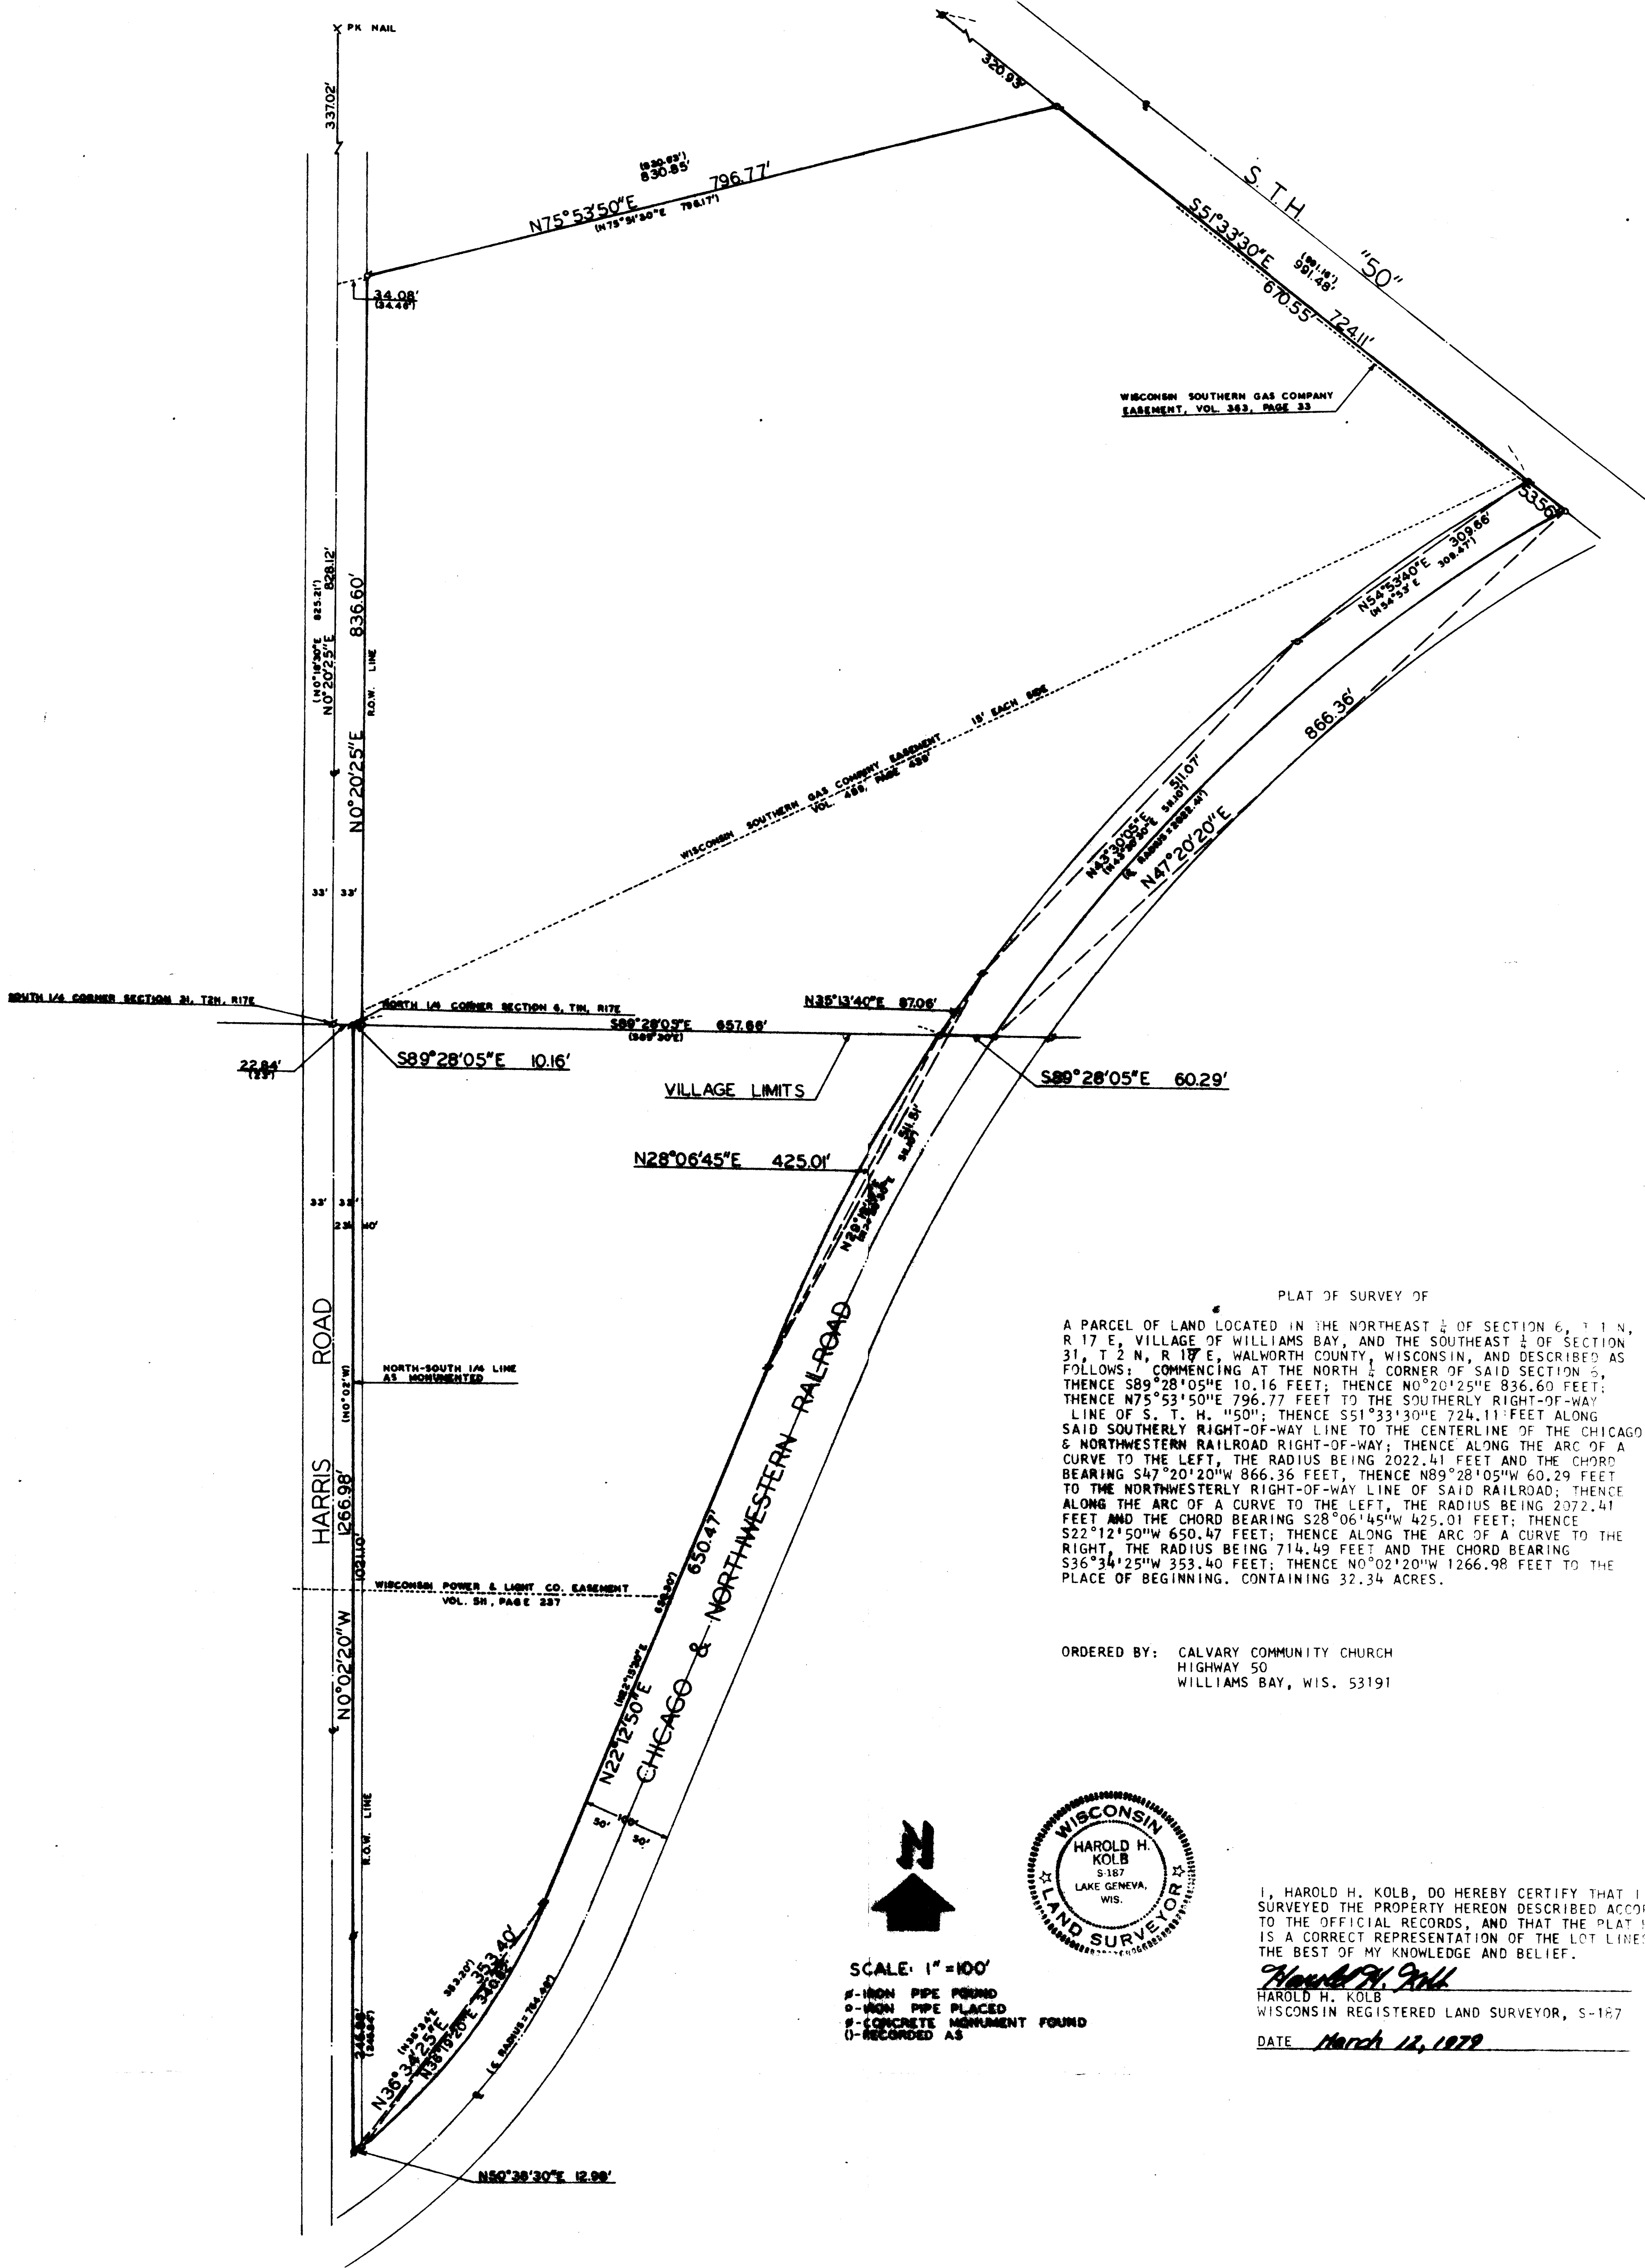 PK NAIL
337.02'
320.93'
(830.93')
830.85'
N75°53'50"E 796.77'
(N75°51'30"E 796.17')
34.08'
(34.46')
S. T. H. "50"
S51°33'30"E
(991.16')
991.48'
670.55'
724.11'
WISCONSIN SOUTHERN GAS COMPANY
EASEMENT, VOL. 363, PAGE 33
53.56'
N54°53'40"E 309.66'
(N54°53'E 309.47')
(N0°18'30"E 825.21')
N0°20'25"E 828.12'
N0°20'25"E 836.60'
R.O.W. LINE
WISCONSIN SOUTHERN GAS COMPANY EASEMENT 15' EACH SIDE
866.36'
N43°30'05"E 511.07'
N47°20'20"E
33' 33'
SOUTH 1/4 CORNER SECTION 31, T2N, R17E
NORTH 1/4 CORNER SECTION 6, T1N, R17E
N35°13'40"E 87.06'
S89°28'05"E 657.66'
(S89°30'E)
22.84'
(23')
S89°28'05"E 10.16'
VILLAGE LIMITS
S89°28'05"E 60.29'
N28°06'45"E 425.01'
33' 33'
HARRIS ROAD
NORTH-SOUTH 1/4 LINE
AS MONUMENTED
(N0°02'W)
N0°02'20"W 1266.98'
1021.10'
WISCONSIN POWER & LIGHT CO. EASEMENT
VOL. 511, PAGE 237
650.47'
N22°12'50"E
CHICAGO & NORTHWESTERN RAILROAD
R.O.W. LINE
50' 100' 50'
(N36°34'E 353.20')
N36°34'25"E 353.40'
(℄ RADIUS=764.49')
N50°38'30"E 12.98'
PLAT OF SURVEY OF
A PARCEL OF LAND LOCATED IN THE NORTHEAST ¼ OF SECTION 6, T 1 N,
R 17 E, VILLAGE OF WILLIAMS BAY, AND THE SOUTHEAST ¼ OF SECTION
31, T 2 N, R 17 E, WALWORTH COUNTY, WISCONSIN, AND DESCRIBED AS
FOLLOWS: COMMENCING AT THE NORTH ¼ CORNER OF SAID SECTION 6,
THENCE S89°28'05"E 10.16 FEET; THENCE N0°20'25"E 836.60 FEET;
THENCE N75°53'50"E 796.77 FEET TO THE SOUTHERLY RIGHT-OF-WAY
LINE OF S. T. H. "50"; THENCE S51°33'30"E 724.11 FEET ALONG
SAID SOUTHERLY RIGHT-OF-WAY LINE TO THE CENTERLINE OF THE CHICAGO
& NORTHWESTERN RAILROAD RIGHT-OF-WAY; THENCE ALONG THE ARC OF A
CURVE TO THE LEFT, THE RADIUS BEING 2022.41 FEET AND THE CHORD
BEARING S47°20'20"W 866.36 FEET, THENCE N89°28'05"W 60.29 FEET
TO THE NORTHWESTERLY RIGHT-OF-WAY LINE OF SAID RAILROAD; THENCE
ALONG THE ARC OF A CURVE TO THE LEFT, THE RADIUS BEING 2072.41
FEET AND THE CHORD BEARING S28°06'45"W 425.01 FEET; THENCE
S22°12'50"W 650.47 FEET; THENCE ALONG THE ARC OF A CURVE TO THE
RIGHT, THE RADIUS BEING 714.49 FEET AND THE CHORD BEARING
S36°34'25"W 353.40 FEET; THENCE N0°02'20"W 1266.98 FEET TO THE
PLACE OF BEGINNING. CONTAINING 32.34 ACRES.
ORDERED BY: CALVARY COMMUNITY CHURCH
HIGHWAY 50
WILLIAMS BAY, WIS. 53191
N
SCALE: 1"=100'
ø-IRON PIPE FOUND
o-IRON PIPE PLACED
-CONCRETE MONUMENT FOUND
()-RECORDED AS
WISCONSIN
HAROLD H.
KOLB
S-187
LAKE GENEVA,
WIS.
LAND SURVEYOR
I, HAROLD H. KOLB, DO HEREBY CERTIFY THAT I
SURVEYED THE PROPERTY HEREON DESCRIBED ACCO
TO THE OFFICIAL RECORDS, AND THAT THE PLAT
IS A CORRECT REPRESENTATION OF THE LOT LINE
THE BEST OF MY KNOWLEDGE AND BELIEF.
Harold H. Kolb
HAROLD H. KOLB
WISCONSIN REGISTERED LAND SURVEYOR, S-187
DATE March 12, 1979